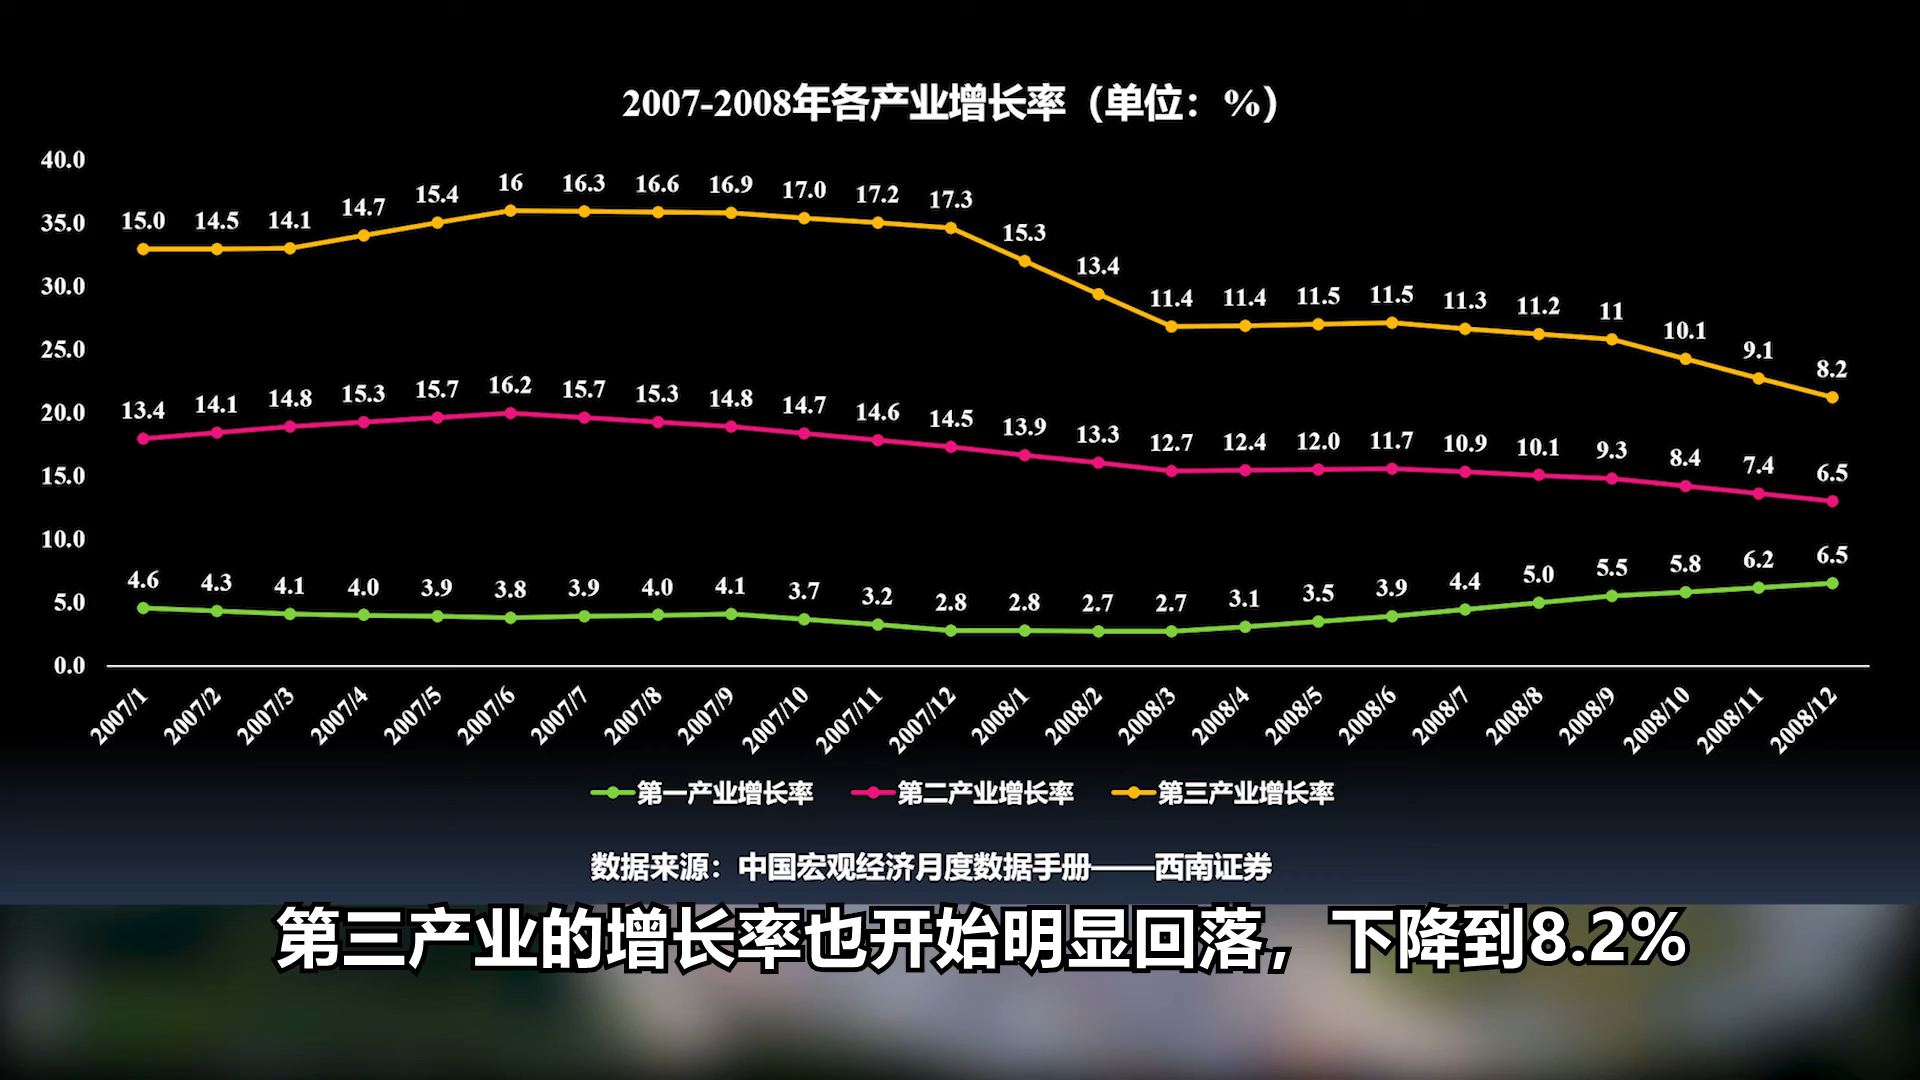 2007-2008年各产业增长率（单位：%）
40.0
35.0
30.0
25.0
20.0
15.0
10.0
5.0
0.0
15.0 14.5 14.1 14.7 15.4 16 16.3 16.6 16.9 17.0 17.2 17.3 15.3 13.4 11.4 11.4 11.5 11.5 11.3 11.2 11 10.1 9.1 8.2
13.4 14.1 14.8 15.3 15.7 16.2 15.7 15.3 14.8 14.7 14.6 14.5 13.9 13.3 12.7 12.4 12.0 11.7 10.9 10.1 9.3 8.4 7.4 6.5
4.6 4.3 4.1 4.0 3.9 3.8 3.9 4.0 4.1 3.7 3.2 2.8 2.8 2.7 2.7 3.1 3.5 3.9 4.4 5.0 5.5 5.8 6.2 6.5
2007/1 2007/2 2007/3 2007/4 2007/5 2007/6 2007/7 2007/8 2007/9 2007/10 2007/11 2007/12 2008/1 2008/2 2008/3 2008/4 2008/5 2008/6 2008/7 2008/8 2008/9 2008/10 2008/11 2008/12
第一产业增长率 第二产业增长率 第三产业增长率
数据来源：中国宏观经济月度数据手册——西南证券
第三产业的增长率也开始明显回落，下降到8.2%